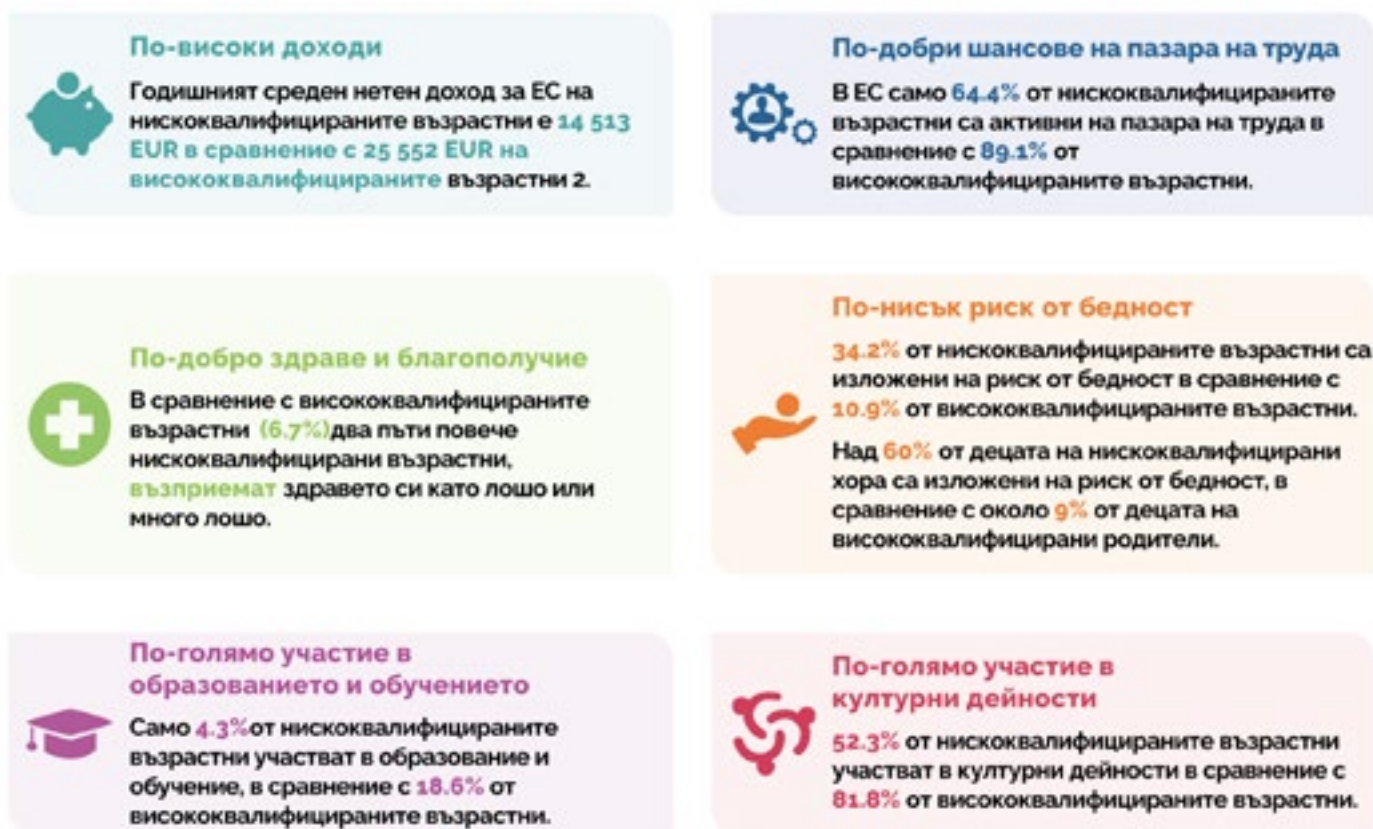 По-високи доходи
Годишният среден нетен доход за ЕС на
нискоквалифицираните възрастни е 14 513
EUR в сравнение с 25 552 EUR на
висококвалифицираните възрастни 2.
По-добри шансове на пазара на труда
В ЕС само 64.4% от нискоквалифицираните
възрастни са активни на пазара на труда в
сравнение с 89.1% от
висококвалифицираните възрастни.
По-добро здраве и благополучие
В сравнение с висококвалифицираните
възрастни (6,7%)два пъти повече
нискоквалифицирани възрастни,
възприемат здравето си като лошо или
много лошо.
По-нисък риск от бедност
34.2% от нискоквалифицираните възрастни са
изложени на риск от бедност в сравнение с
10.9% от висококвалифицираните възрастни.
Над 60% от децата на нискоквалифицирани
хора са изложени на риск от бедност, в
сравнение с около 9% от децата на
висококвалифицирани родители.
По-голямо участие в
образованието и обучението
Само 4.3%от нискоквалифицираните
възрастни участват в образование и
обучение, в сравнение с 18.6% от
висококвалифицираните възрастни.
По-голямо участие в
културни дейности
52.3% от нискоквалифицираните възрастни
участват в културни дейности в сравнение с
81.8% от висококвалифицираните възрастни.